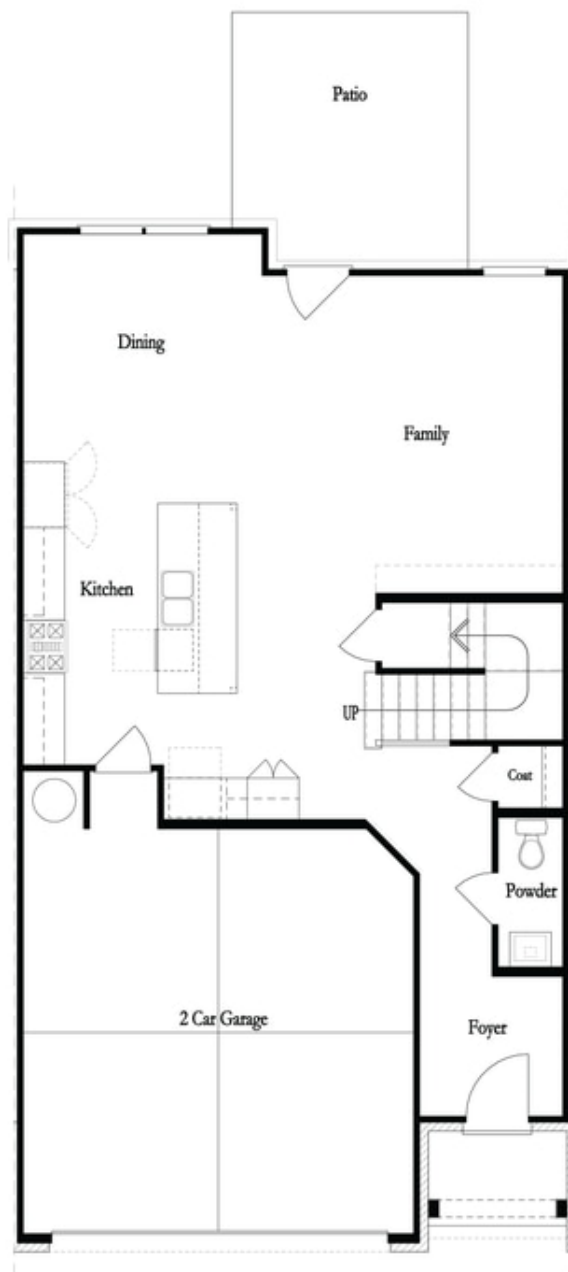 Patio
Dining
Family
Kitchen
UP
Coat
Powder
2 Car Garage
Foyer